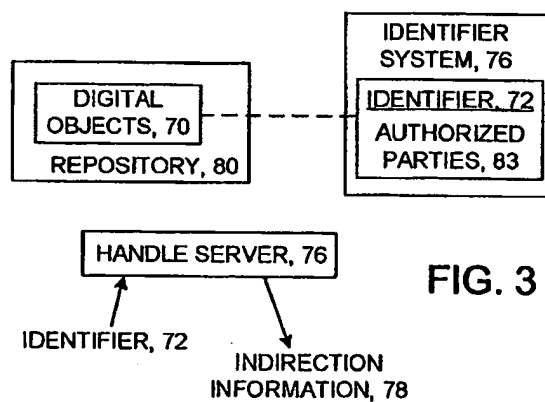 DIGITAL
OBJECTS, 70
REPOSITORY, 80
IDENTIFIER
SYSTEM, 76
IDENTIFIER, 72
AUTHORIZED
PARTIES, 83
HANDLE SERVER, 76
IDENTIFIER, 72
INDIRECTION
INFORMATION, 78
FIG. 3